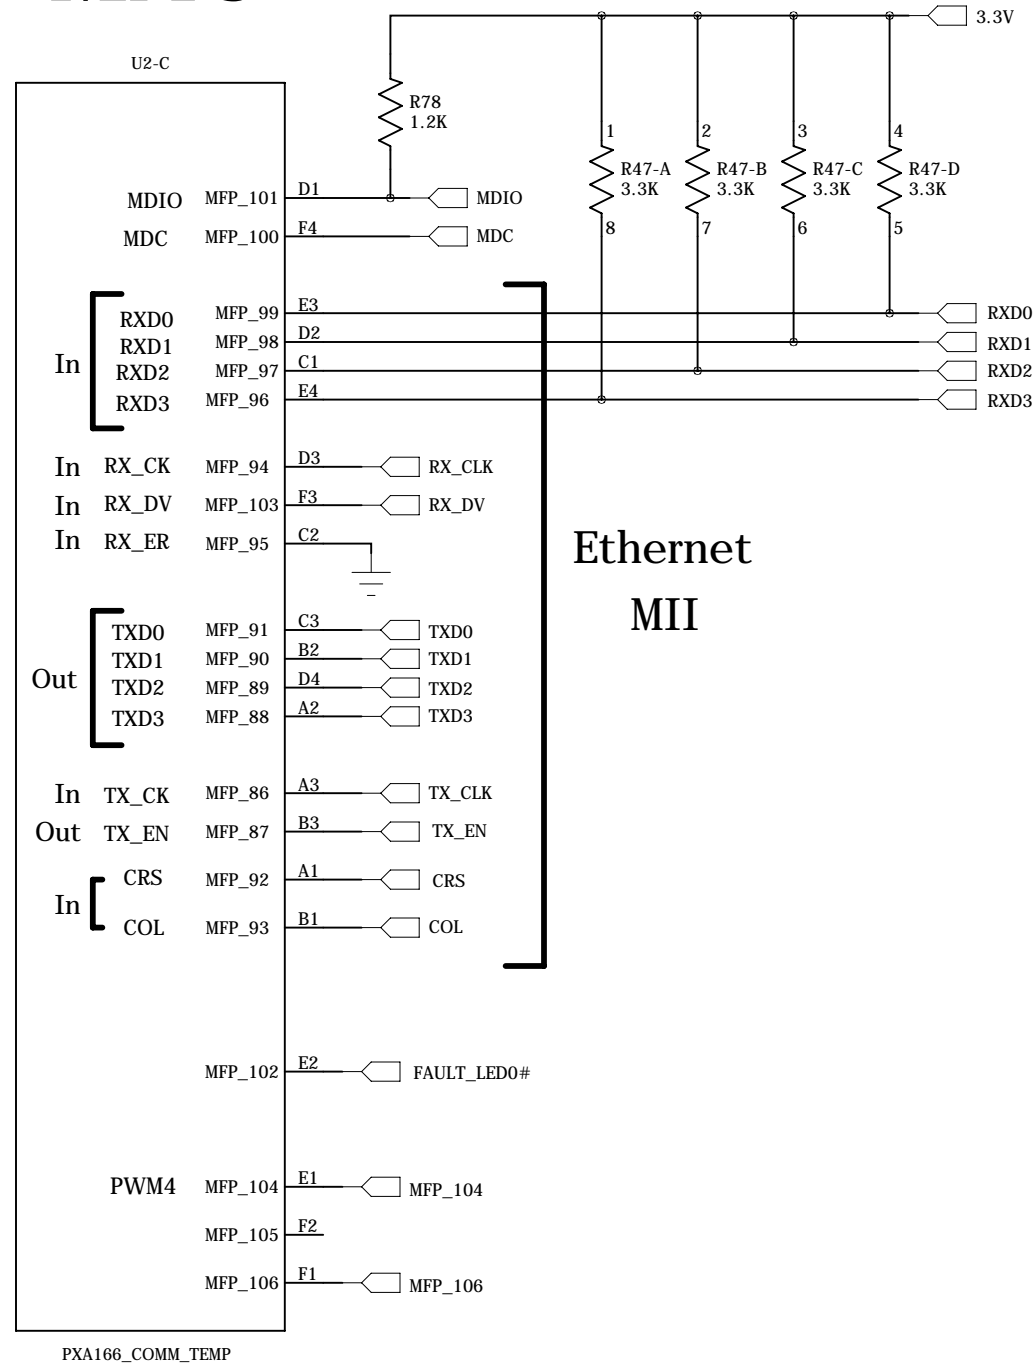 3.3V
U2-C
R78
1.2K
1 2 3 4
R47-A R47-B R47-C R47-D
3.3K 3.3K 3.3K 3.3K
8 7 6 5
MDIO MFP_101 D1 MDIO
MDC MFP_100 F4 MDC
RXD0 MFP_99 E3 RXD0
RXD1 MFP_98 D2 RXD1
In RXD2 MFP_97 C1 RXD2
RXD3 MFP_96 E4 RXD3
In RX_CK MFP_94 D3 RX_CLK
In RX_DV MFP_103 F3 RX_DV
In RX_ER MFP_95 C2
Ethernet
MII
TXD0 MFP_91 C3 TXD0
TXD1 MFP_90 B2 TXD1
Out TXD2 MFP_89 D4 TXD2
TXD3 MFP_88 A2 TXD3
In TX_CK MFP_86 A3 TX_CLK
Out TX_EN MFP_87 B3 TX_EN
CRS MFP_92 A1 CRS
In
COL MFP_93 B1 COL
MFP_102 E2 FAULT_LED0#
PWM4 MFP_104 E1 MFP_104
MFP_105 F2
MFP_106 F1 MFP_106
PXA166_COMM_TEMP